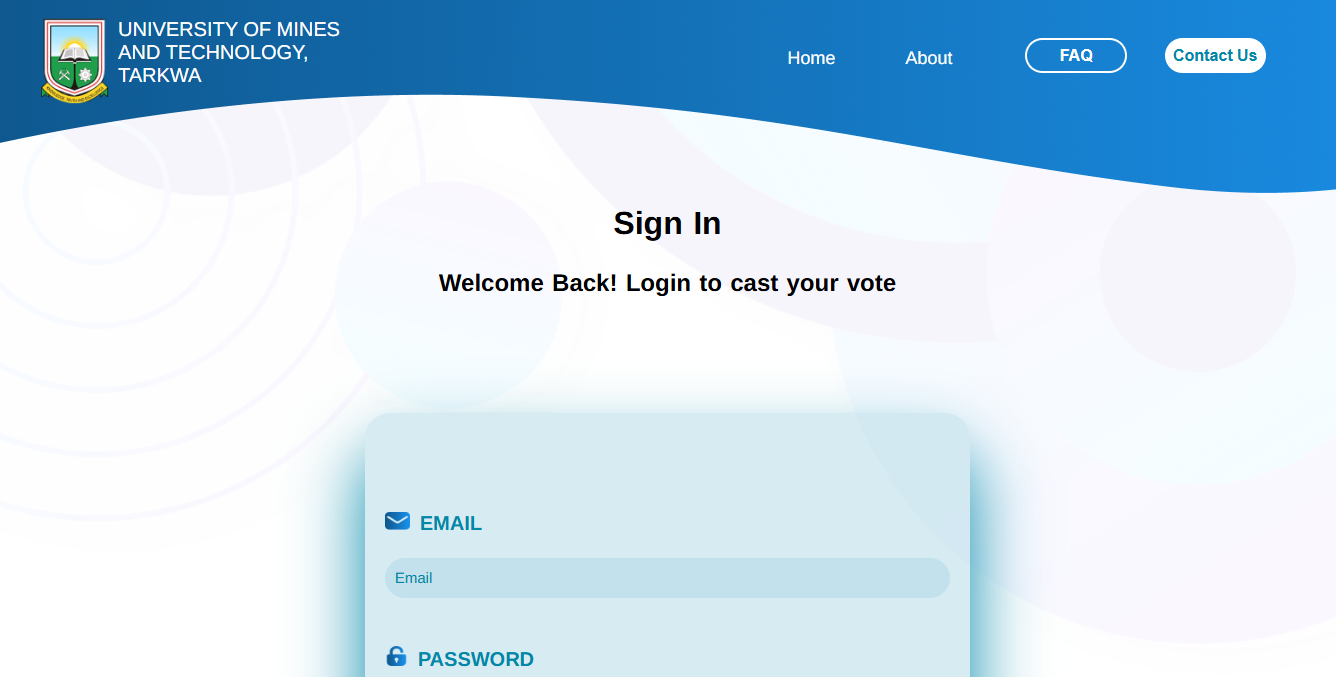 UNIVERSITY OF MINES
AND TECHNOLOGY,
TARKWA
Home
About
FAQ
Contact Us
Sign In
Welcome Back! Login to cast your vote
EMAIL
Email
PASSWORD